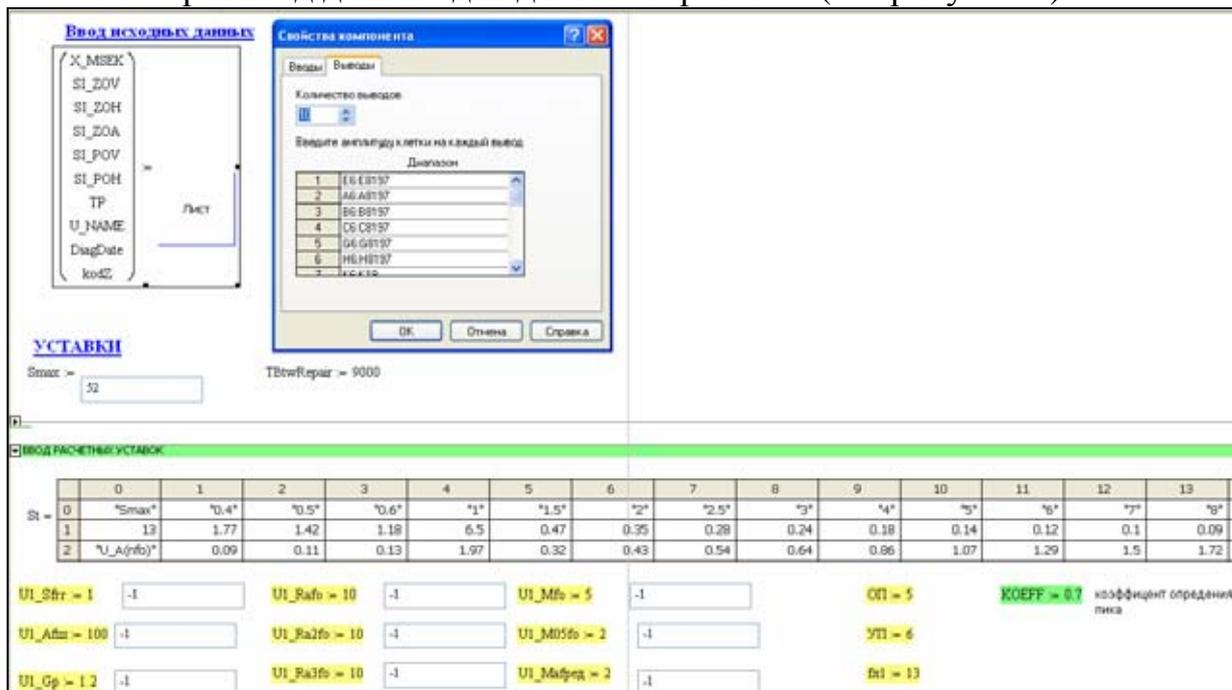 Ввод исходных данных
X_MSEK
SI_ZOV
SI_ZOH
SI_ZOA
SI_POV
SI_POH
TP
U_NAME
DiagDate
kodZ
:=
Лист
Свойства компонента
Вводы Выводы
Количество выводов
10
Введите амплитуду клетки на каждый вывод
Диапазон
1 E6:E8197
2 A6:A8197
3 B6:B8197
4 C6:C8197
5 G6:G8197
6 H6:H8197
7
OK Отмена Справка
УСТАВКИ
Smax :=
52
TBtwRepair := 9000
ВВОД РАСЧЕТНЫХ УСТАВОК
St =
0 1 2 3 4 5 6 7 8 9 10 11 12 13
0 "Smax" "0.4" "0.5" "0.6" "1" "1.5" "2" "2.5" "3" "4" "5" "6" "7" "8"
1 13 1.77 1.42 1.18 6.5 0.47 0.35 0.28 0.24 0.18 0.14 0.12 0.1 0.09
2 "U_A(nfo)" 0.09 0.11 0.13 1.97 0.32 0.43 0.54 0.64 0.86 1.07 1.29 1.5 1.72
U1_Sfrr := 1 -1 U1_Rafo := 10 -1 U1_Mfo := 5 -1 ОП := 5 KOEFF := 0.7 коэффицент опредения пика
U1_Afm := 100 -1 U1_Ra2fo := 10 -1 U1_M05fo := 2 -1 УП := 6
U1_Gp := 1.2 -1 U1_Ra3fo := 10 -1 U1_Mafрeg := 2 -1 fn1 := 13